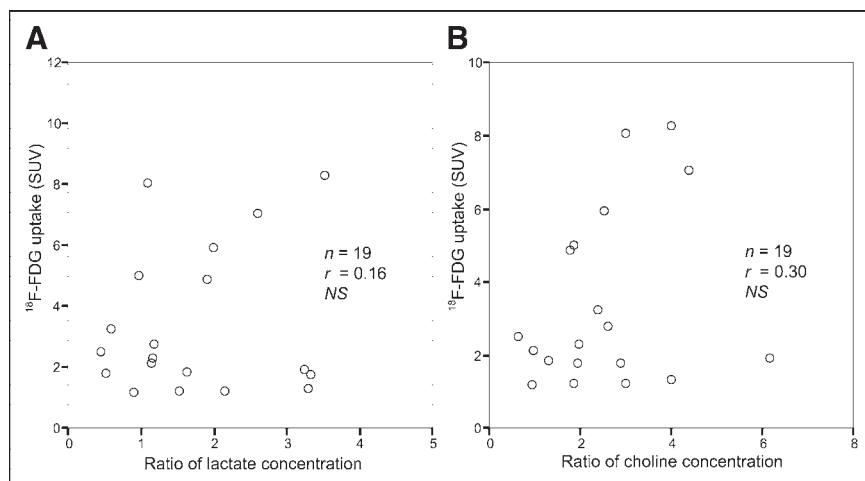 A
B
12
10
8
6
4
2
0
¹⁸F-FDG uptake (SUV)
n = 19
r = 0.16
NS
0 1 2 3 4 5
Ratio of lactate concentration
10
8
6
4
2
0
¹⁸F-FDG uptake (SUV)
n = 19
r = 0.30
NS
0 2 4 6 8
Ratio of choline concentration